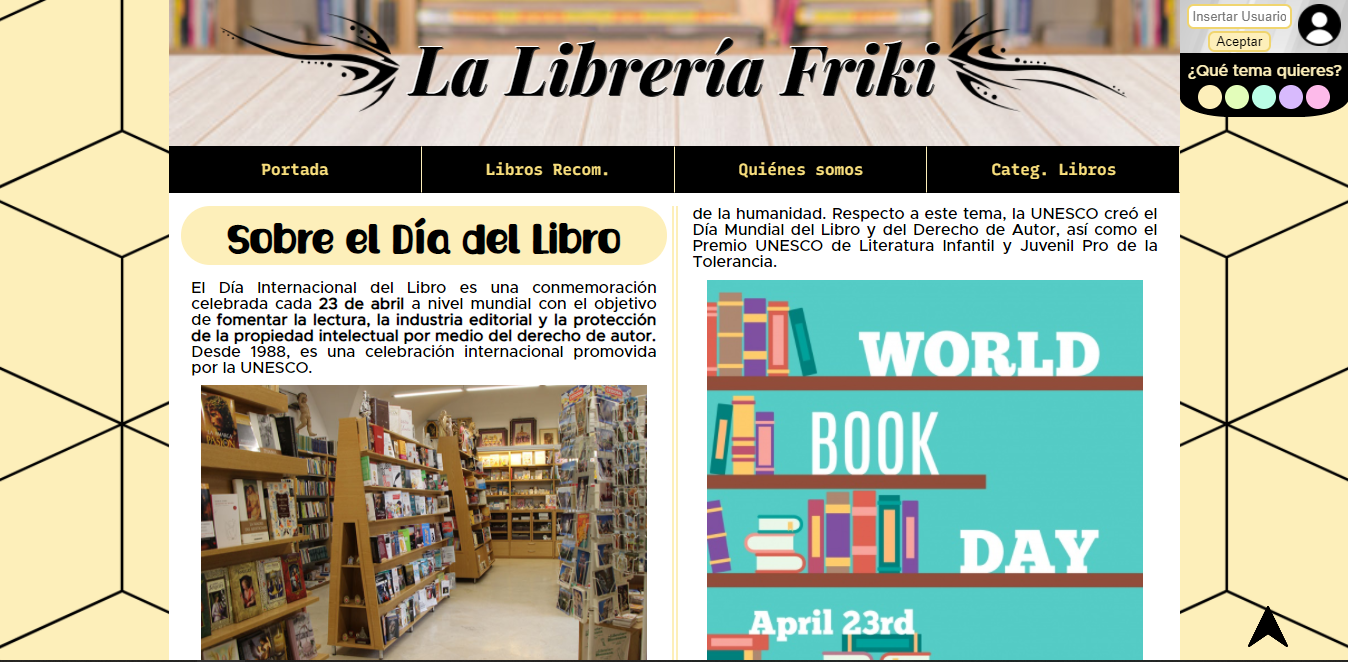 La Librería Friki
Insertar Usuario
Aceptar
¿Qué tema quieres?
Portada
Libros Recom.
Quiénes somos
Categ. Libros
Sobre el Día del Libro
El Día Internacional del Libro es una conmemoración
celebrada cada 23 de abril a nivel mundial con el objetivo
de fomentar la lectura, la industria editorial y la protección
de la propiedad intelectual por medio del derecho de autor.
Desde 1988, es una celebración internacional promovida
por la UNESCO.
de la humanidad. Respecto a este tema, la UNESCO creó el
Día Mundial del Libro y del Derecho de Autor, así como el
Premio UNESCO de Literatura Infantil y Juvenil Pro de la
Tolerancia.
WORLD
BOOK
DAY
April 23rd